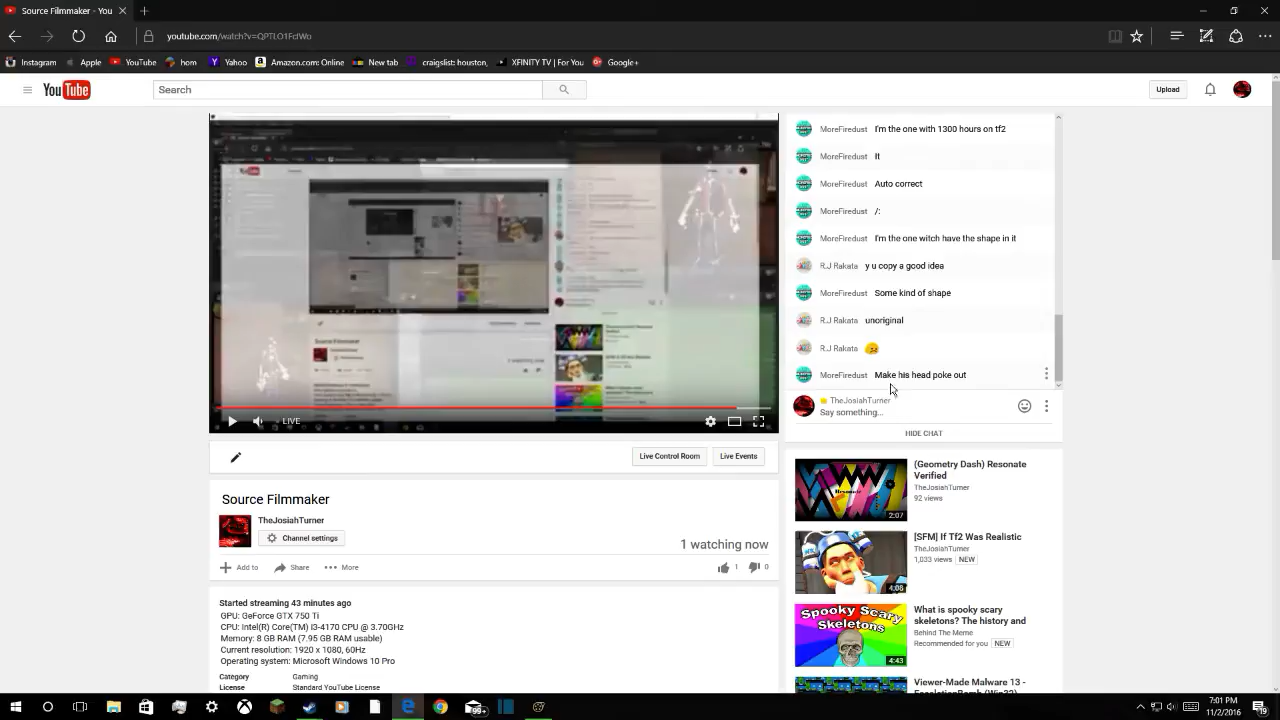 Source Filmmaker - You
youtube.com/watch?v=QPTLO1FdWo
Instagram Apple YouTube hom Yahoo Amazon.com: Online New tab craigslist: houston, XFINITY TV | For You Google+
YouTube Search Upload
MoreFiredust I'm the one with 1300 hours on tf2
MoreFiredust It
MoreFiredust Auto correct
MoreFiredust /:
MoreFiredust I'm the one witch have the shape in it
R.J Rakata y u copy a good idea
MoreFiredust Some kind of shape
R.J Rakata unoriginal
R.J Rakata
MoreFiredust Make his head poke out
TheJosiahTurner
Say something...
HIDE CHAT
LIVE
Live Control Room Live Events
Source Filmmaker
TheJosiahTurner
Channel settings
1 watching now
Add to Share More 1 0
Started streaming 43 minutes ago
GPU: GeForce GTX 750 Ti
CPU: Intel(R) Core(TM) i3-4170 CPU @ 3.70GHz
Memory: 8 GB RAM (7.95 GB RAM usable)
Current resolution: 1920 x 1080, 60Hz
Operating system: Microsoft Windows 10 Pro
Category Gaming
License Standard YouTube License
(Geometry Dash) Resonate
Verified
TheJosiahTurner
92 views
Resonate
2:07
[SFM] If Tf2 Was Realistic
TheJosiahTurner
1,033 views NEW
4:08
What is spooky scary
skeletons? The history and
Behind The Meme
Recommended for you NEW
Spooky Scary
Skeletons
4:43
Viewer-Made Malware 13 -
7:01 PM
11/2/2016